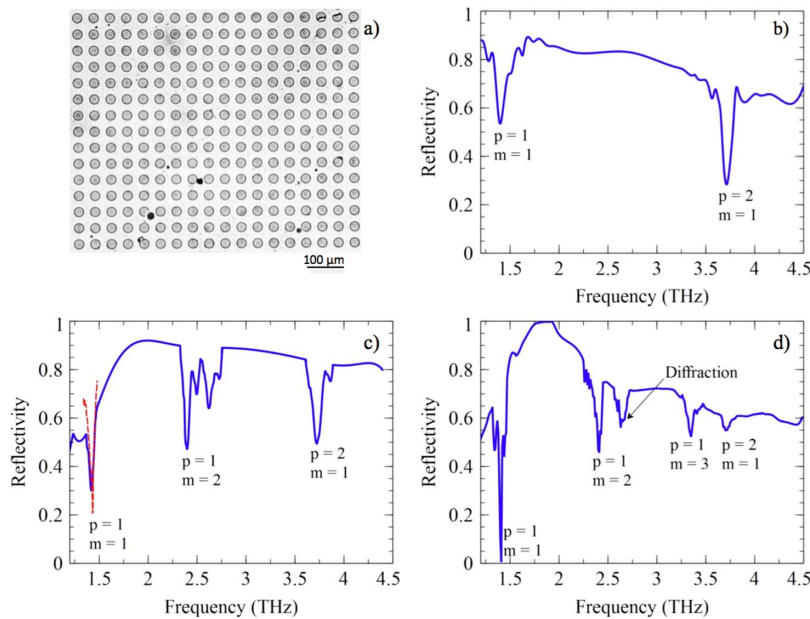 a)
100 μm
b)
Reflectivity
1
0.8
0.6
0.4
0.2
0
p = 1
m = 1
p = 2
m = 1
1.5 2 2.5 3 3.5 4 4.5
Frequency (THz)
c)
Reflectivity
1
0.8
0.6
0.4
0.2
0
p = 1
m = 1
p = 1
m = 2
p = 2
m = 1
1.5 2 2.5 3 3.5 4 4.5
Frequency (THz)
d)
Reflectivity
1
0.8
0.6
0.4
0.2
0
Diffraction
p = 1
m = 1
p = 1
m = 2
p = 1
m = 3
p = 2
m = 1
1.5 2 2.5 3 3.5 4 4.5
Frequency (THz)